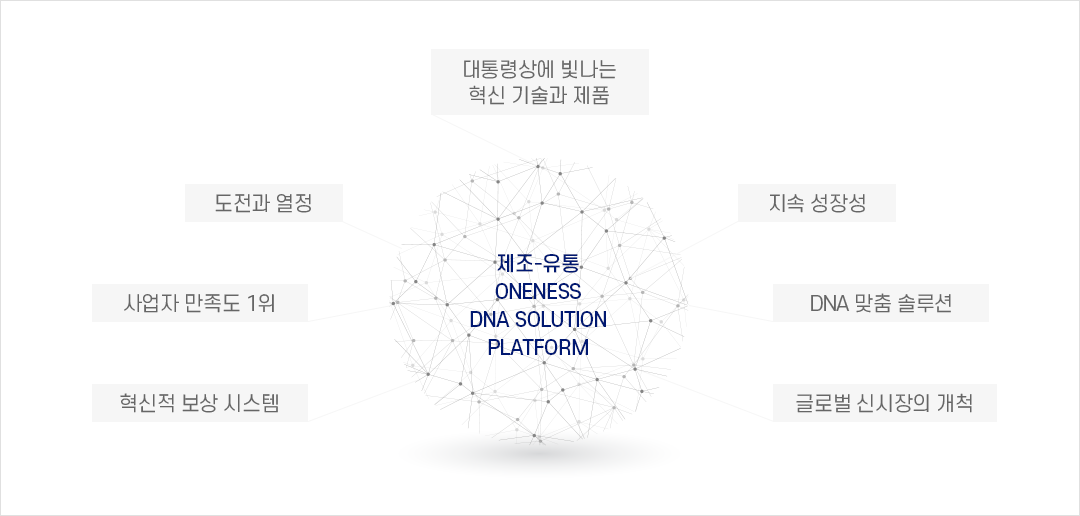 대통령상에 빛나는
혁신 기술과 제품
도전과 열정
지속 성장성
제조-유통
ONENESS
DNA SOLUTION
PLATFORM
사업자 만족도 1위
DNA 맞춤 솔루션
혁신적 보상 시스템
글로벌 신시장의 개척